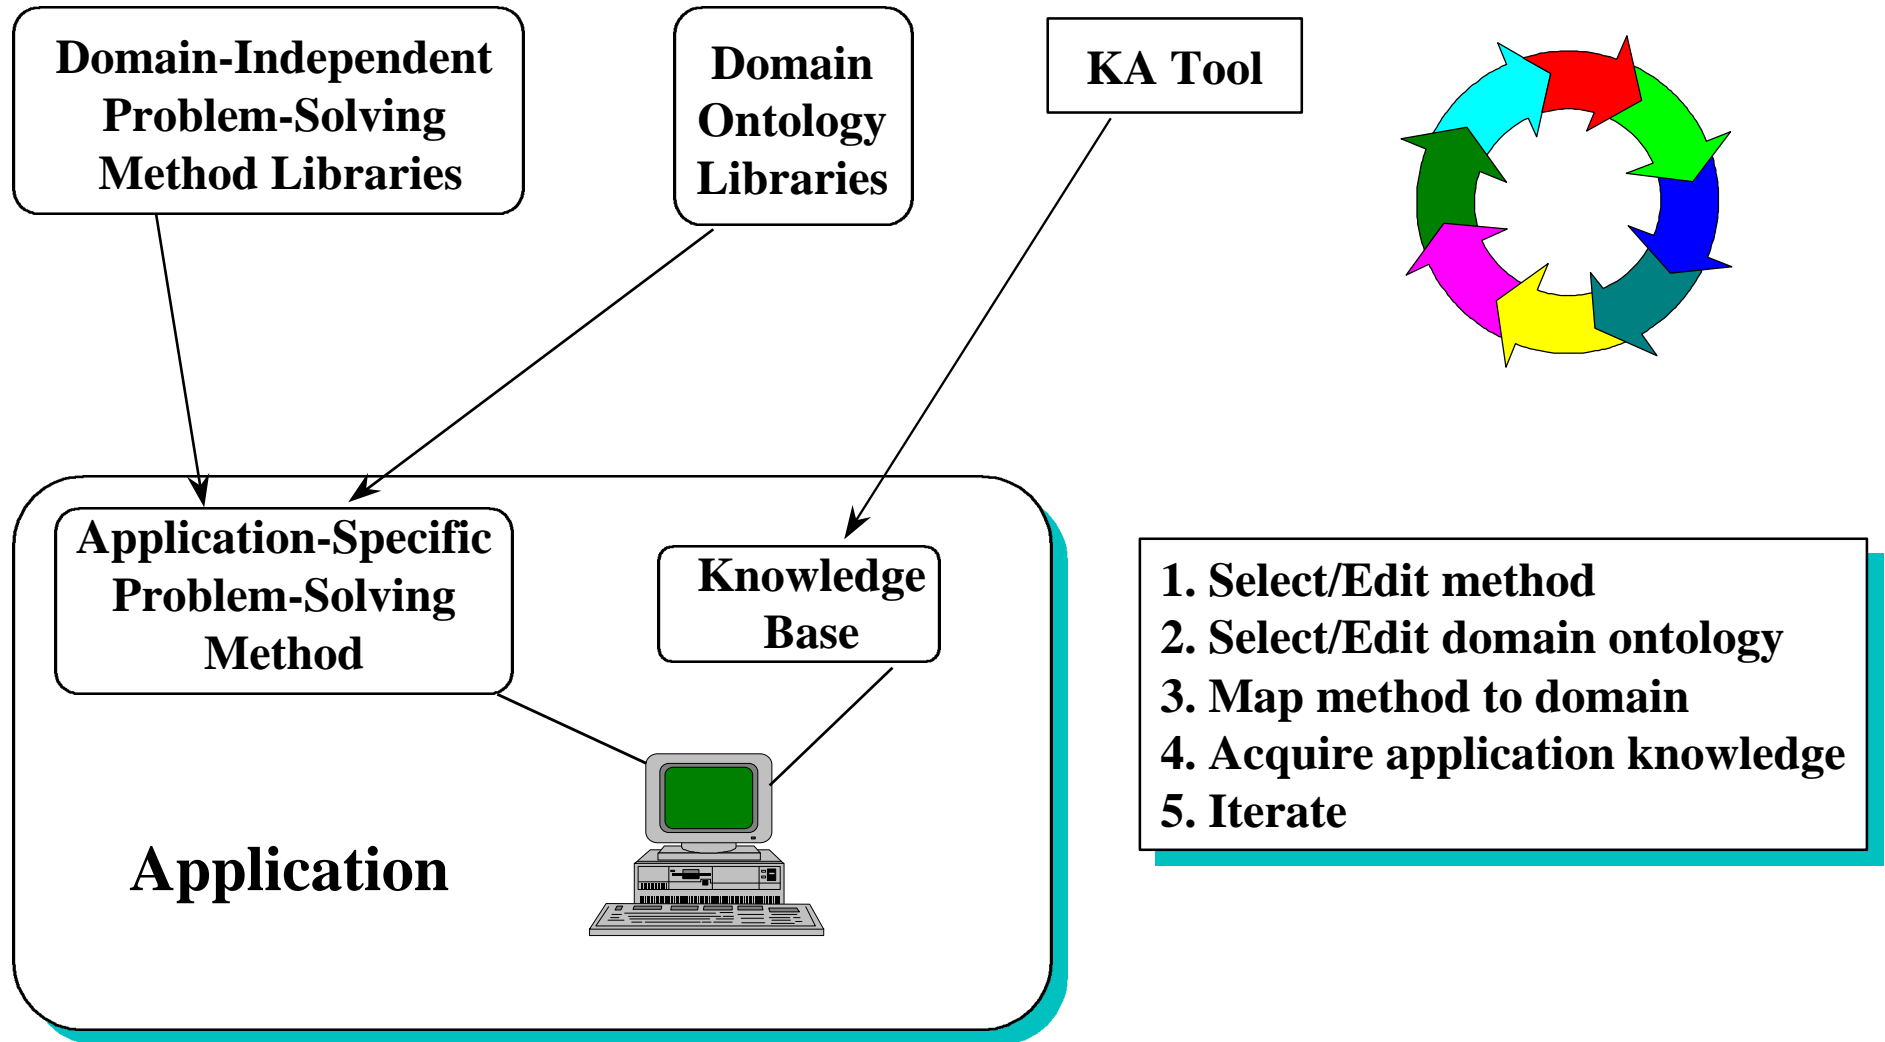 Domain-Independent
Problem-Solving
Method Libraries
Domain
Ontology
Libraries
KA Tool
Application-Specific
Problem-Solving
Method
Knowledge
Base
Application
1. Select/Edit method
2. Select/Edit domain ontology
3. Map method to domain
4. Acquire application knowledge
5. Iterate